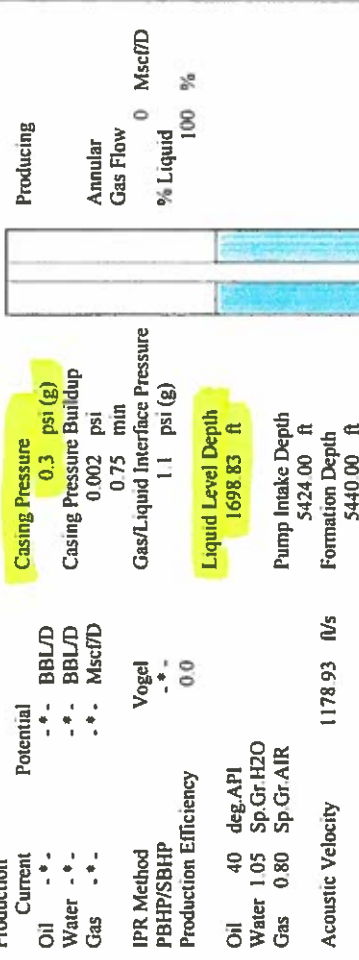 Production
Current Potential
Oil - * - - * - BBL/D
Water - * - - * - BBL/D
Gas - * - - * - Mscf/D
IPR Method Vogel
PBHP/SBHP - * -
Production Efficiency 0.0
Oil 40 deg.API
Water 1.05 Sp.Gr.H2O
Gas 0.80 Sp.Gr.AIR
Acoustic Velocity 1178.93 ft/s
Casing Pressure
0.3 psi (g)
Casing Pressure Buildup
0.002 psi
0.75 min
Gas/Liquid Interface Pressure
1.1 psi (g)
Liquid Level Depth
1698.83 ft
Pump Intake Depth
5424.00 ft
Formation Depth
5440.00 ft
Producing
Annular
Gas Flow
0 Mscf/D
% Liquid
100 %